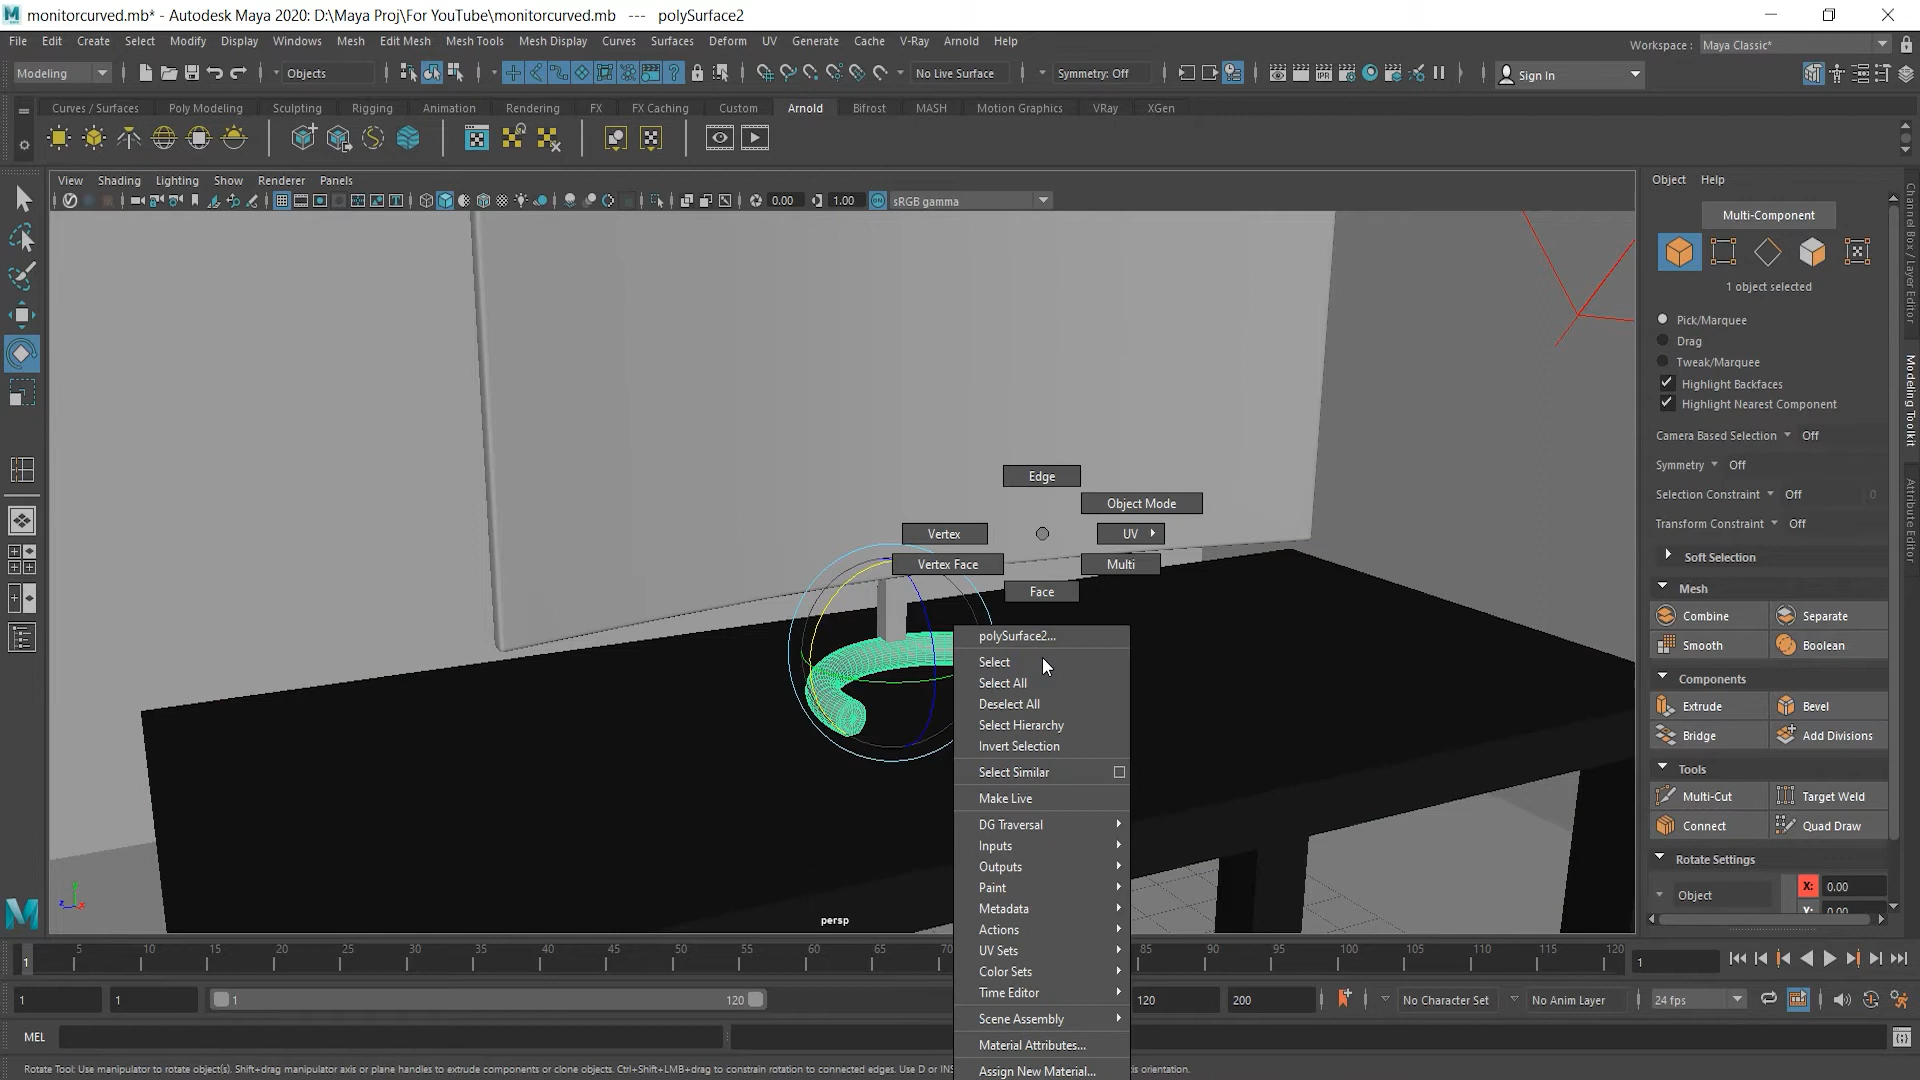 monitorcurved.mb* - Autodesk Maya 2020: D:\Maya Proj\For YouTube\monitorcurved.mb --- polySurface2
File Edit Create Select Modify Display Windows Mesh Edit Mesh Mesh Tools Mesh Display Curves Surfaces Deform UV Generate Cache V-Ray Arnold Help
Workspace : Maya Classic*
Modeling Objects No Live Surface Symmetry: Off Sign In
Curves / Surfaces Poly Modeling Sculpting Rigging Animation Rendering FX FX Caching Custom Arnold Bifrost MASH Motion Graphics VRay XGen
View Shading Lighting Show Renderer Panels
0.00 1.00 sRGB gamma
Object Help
Multi-Component
1 object selected
Pick/Marquee
Drag
Tweak/Marquee
Highlight Backfaces
Highlight Nearest Component
Camera Based Selection Off
Symmetry Off
Selection Constraint Off 0
Transform Constraint Off
Soft Selection
Mesh
Combine Separate
Smooth Boolean
Components
Extrude Bevel
Bridge Add Divisions
Tools
Multi-Cut Target Weld
Connect Quad Draw
Rotate Settings
Object X: 0.00
Y: 0.00
Channel Box / Layer Editor
Modeling Toolkit
Attribute Editor
Edge
Object Mode
Vertex UV
Vertex Face Multi
Face
polySurface2...
Select
Select All
Deselect All
Select Hierarchy
Invert Selection
Select Similar
Make Live
DG Traversal
Inputs
Outputs
Paint
Metadata
Actions
UV Sets
Color Sets
Time Editor
Scene Assembly
Material Attributes...
Assign New Material...
persp
1 5 10 15 20 25 30 35 40 45 50 55 60 65 70 85 90 95 100 105 110 115 120 1
1 1 1 120 120 200 No Character Set No Anim Layer 24 fps
MEL
Rotate Tool: Use manipulator to rotate object(s). Shift+drag manipulator axis or plane handles to extrude components or clone objects. Ctrl+Shift+LMB+drag to constrain rotation to connected edges. Use D or INS is orientation.